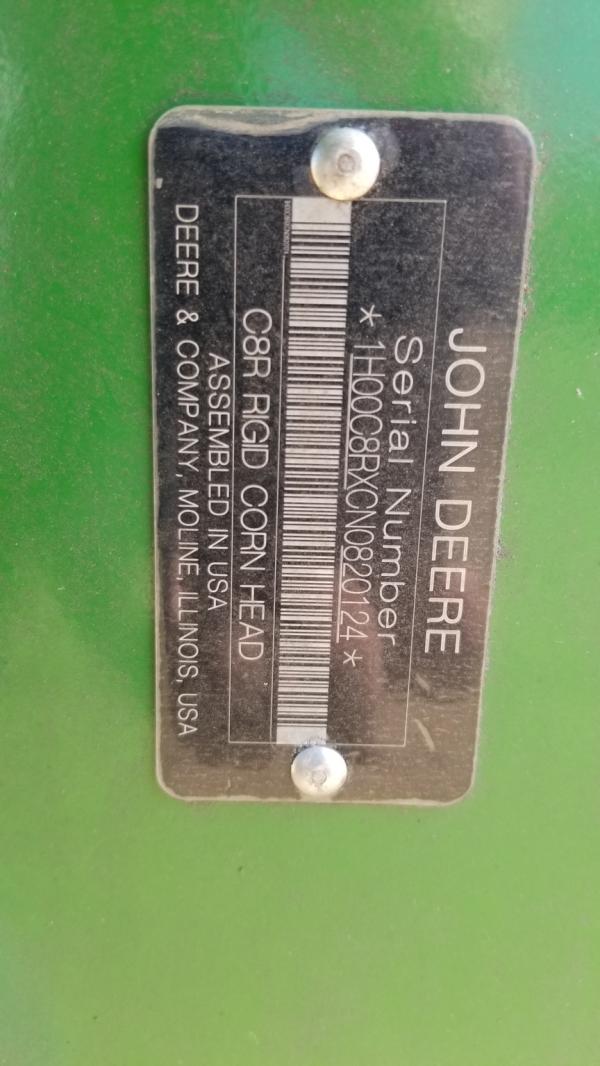 JOHN DEERE
Serial Number
* 1H00C8RXCN0820124 *
C8R RIGID CORN HEAD
ASSEMBLED IN USA
DEERE & COMPANY, MOLINE, ILLINOIS, USA